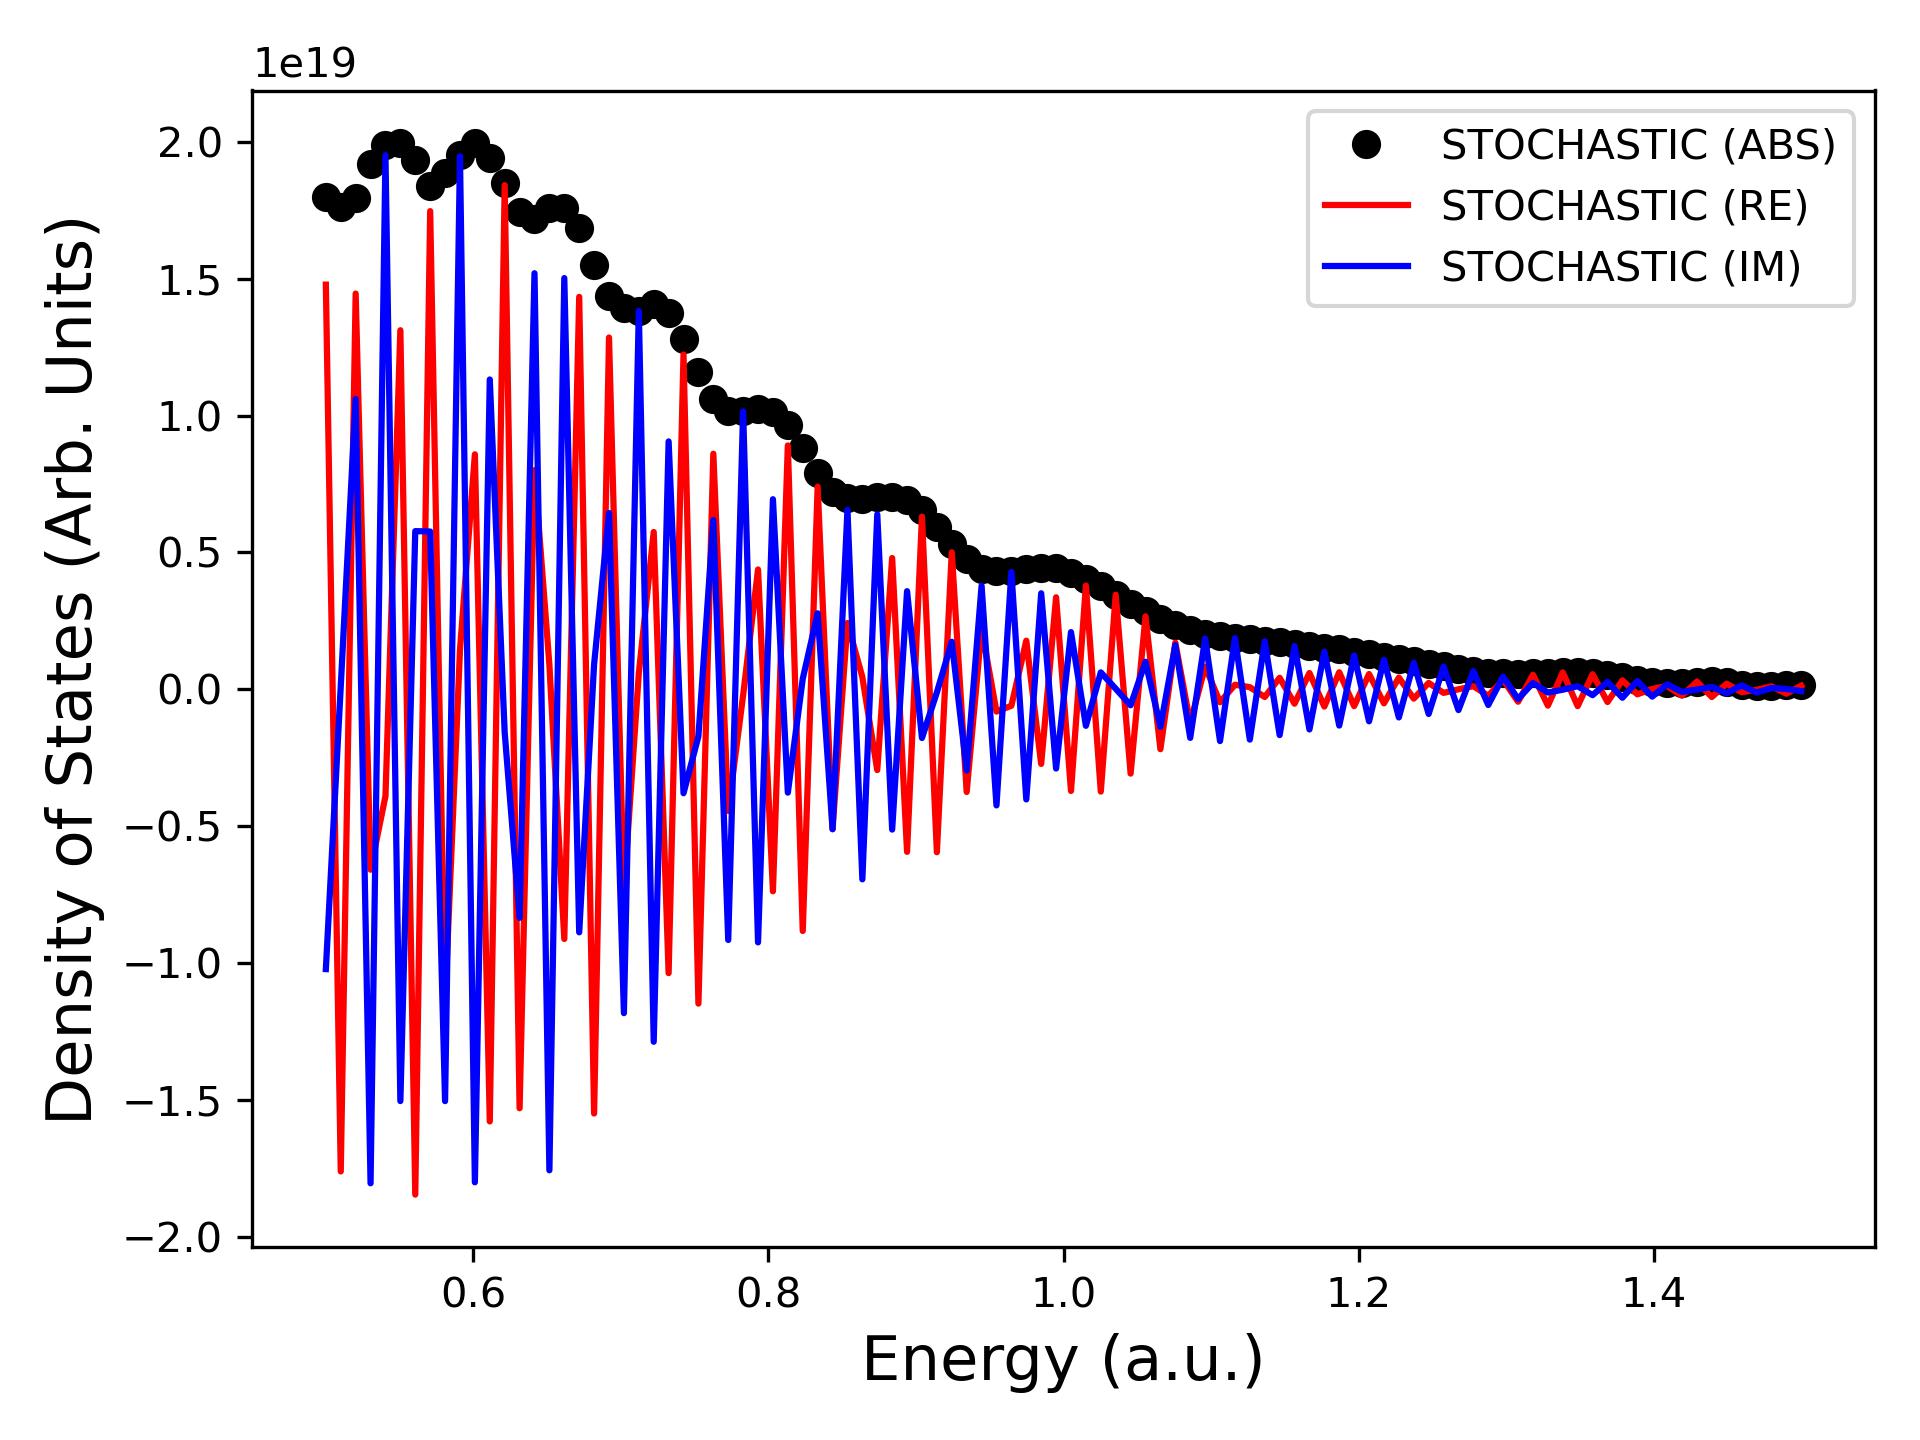 1e19
STOCHASTIC (ABS)
STOCHASTIC (RE)
STOCHASTIC (IM)
2.0
1.5
1.0
0.5
0.0
−0.5
−1.0
−1.5
−2.0
Density of States (Arb. Units)
0.6 0.8 1.0 1.2 1.4
Energy (a.u.)